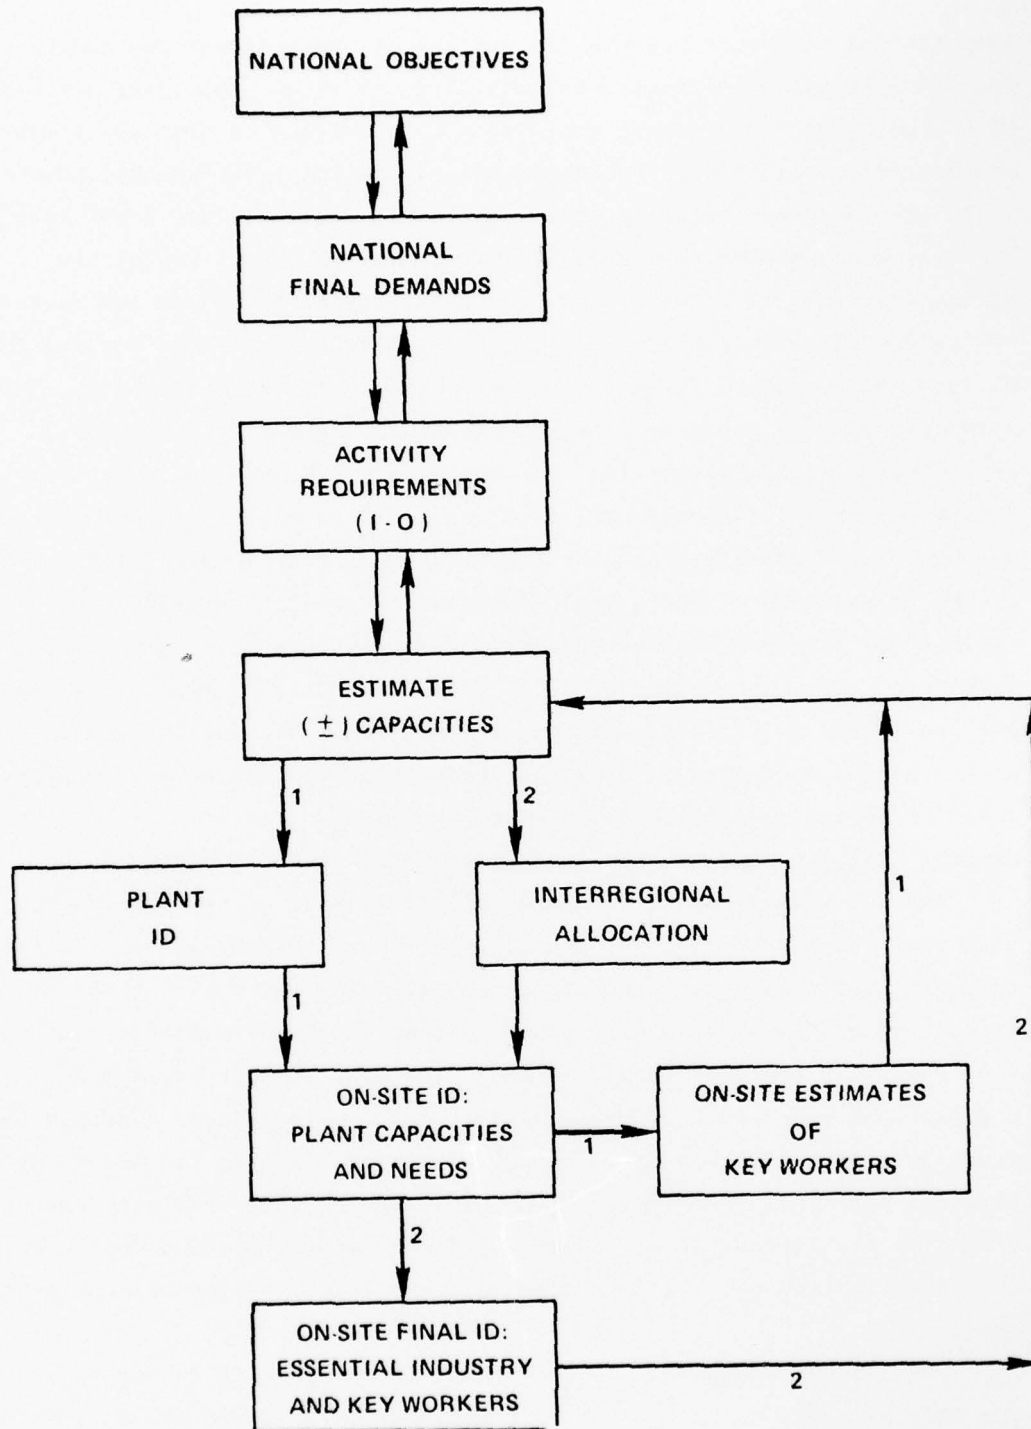 NATIONAL OBJECTIVES
NATIONAL
FINAL DEMANDS
ACTIVITY
REQUIREMENTS
(I-O)
ESTIMATE
(±) CAPACITIES
1
2
PLANT
ID
INTERREGIONAL
ALLOCATION
1
1
2
ON-SITE ID:
PLANT CAPACITIES
AND NEEDS
1
ON-SITE ESTIMATES
OF
KEY WORKERS
2
ON-SITE FINAL ID:
ESSENTIAL INDUSTRY
AND KEY WORKERS
2